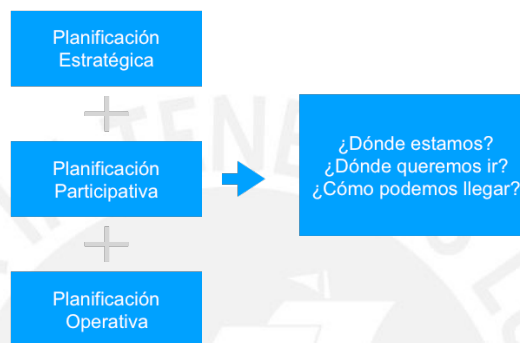 Planificación
Estratégica
Planificación
Participativa
Planificación
Operativa
¿Dónde estamos?
¿Dónde queremos ir?
¿Cómo podemos llegar?